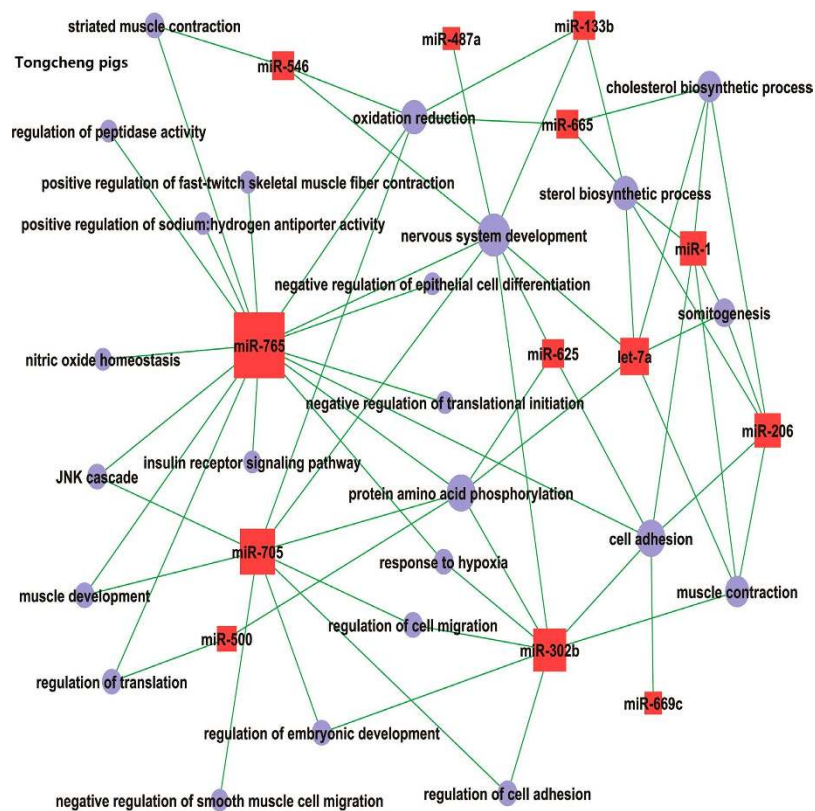 striated muscle contraction
miR-487a
miR-133b
Tongcheng pigs
miR-546
cholesterol biosynthetic process
regulation of peptidase activity
oxidation reduction
miR-665
positive regulation of fast-twitch skeletal muscle fiber contraction
sterol biosynthetic process
positive regulation of sodium:hydrogen antiporter activity
nervous system development
miR-1
negative regulation of epithelial cell differentiation
somitogenesis
miR-765
nitric oxide homeostasis
miR-625
let-7a
negative regulation of translational initiation
miR-206
insulin receptor signaling pathway
JNK cascade
protein amino acid phosphorylation
cell adhesion
miR-705
response to hypoxia
muscle development
muscle contraction
regulation of cell migration
miR-500
miR-302b
regulation of translation
miR-669c
regulation of embryonic development
regulation of cell adhesion
negative regulation of smooth muscle cell migration